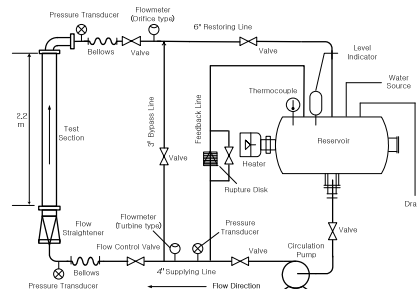 Pressure Transducer
Flowmeter
(Orifice type)
6" Restoring Line
Valve
Bellows
Valve
Level
Indicator
Water
Source
Thermocouple
2.2
m
Test
Section
3" Bypass Line
Feedback Line
Reservoir
Heater
Valve
Rupture Disk
Flow
Straightener
Flowmeter
(Turbine type)
Pressure
Transducer
Valve
Dra
Flow Control Valve
Valve
Circulation
Pump
Bellows
4" Supplying Line
Pressure Transducer
Flow Direction